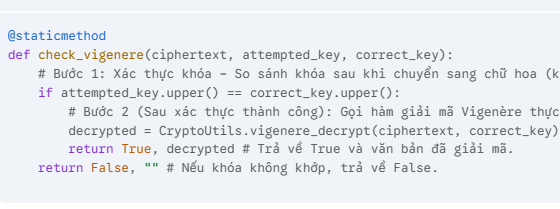 @staticmethod
def check_vigenere(ciphertext, attempted_key, correct_key):
    # Bước 1: Xác thực khóa – So sánh khóa sau khi chuyển sang chữ hoa (k
    if attempted_key.upper() == correct_key.upper():
        # Bước 2 (Sau xác thực thành công): Gọi hàm giải mã Vigenère thực
        decrypted = CryptoUtils.vigenere_decrypt(ciphertext, correct_key)
        return True, decrypted # Trả về True và văn bản đã giải mã.
    return False, "" # Nếu khóa không khớp, trả về False.